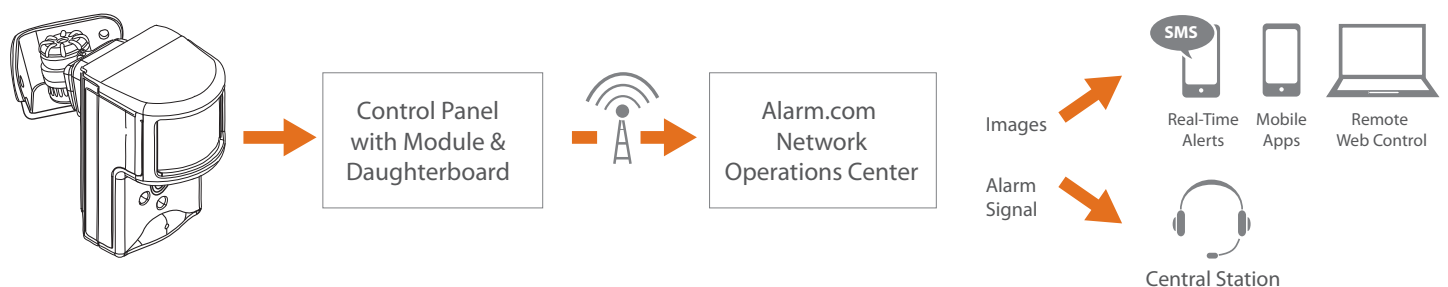 Control Panel
with Module &
Daughterboard
Alarm.com
Network
Operations Center
Images
Alarm
Signal
SMS
Real-Time
Alerts
Mobile
Apps
Remote
Web Control
Central Station